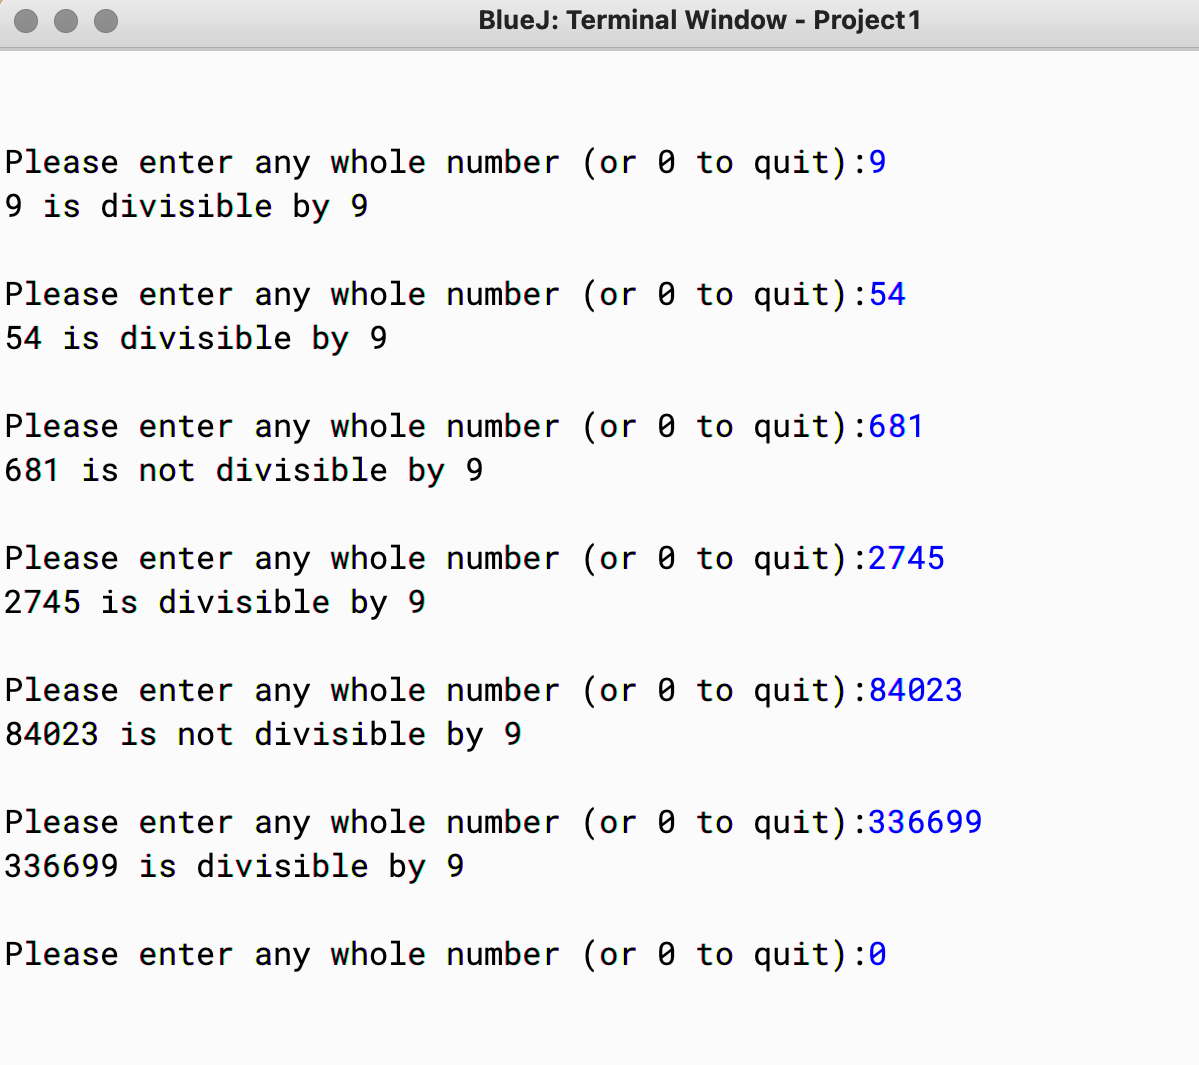 BlueJ: Terminal Window - Project1
Please enter any whole number (or 0 to quit):9
9 is divisible by 9
Please enter any whole number (or 0 to quit):54
54 is divisible by 9
Please enter any whole number (or 0 to quit):681
681 is not divisible by 9
Please enter any whole number (or 0 to quit):2745
2745 is divisible by 9
Please enter any whole number (or 0 to quit):84023
84023 is not divisible by 9
Please enter any whole number (or 0 to quit):336699
336699 is divisible by 9
Please enter any whole number (or 0 to quit):0